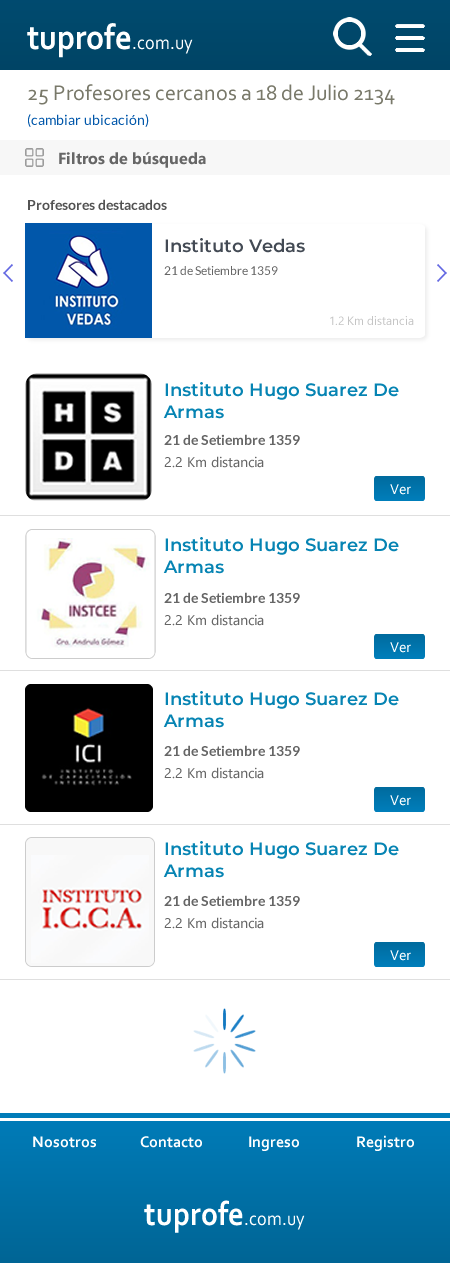 tuprofe.com.uy
25 Profesores cercanos a 18 de Julio 2134
(cambiar ubicación)
Filtros de búsqueda
Profesores destacados
INSTITUTO
VEDAS
Instituto Vedas
21 de Setiembre 1359
1.2 Km distancia
H S
D A
Instituto Hugo Suarez De
Armas
21 de Setiembre 1359
2.2 Km distancia
Ver
INSTCEE
Cra. Andrula Gómez
Instituto Hugo Suarez De
Armas
21 de Setiembre 1359
2.2 Km distancia
Ver
ICI
INSTITUTO
DE CAPACITACIÓN
INTERACTIVA
Instituto Hugo Suarez De
Armas
21 de Setiembre 1359
2.2 Km distancia
Ver
INSTITUTO
I.C.C.A.
Instituto Hugo Suarez De
Armas
21 de Setiembre 1359
2.2 Km distancia
Ver
Nosotros Contacto Ingreso Registro
tuprofe.com.uy